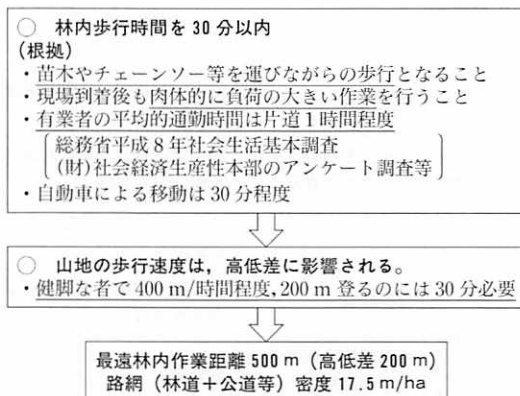 ○ 林内歩行時間を 30 分以内
(根拠)
・苗木やチェーンソー等を運びながらの歩行となること
・現場到着後も肉体的に負荷の大きい作業を行うこと
・有業者の平均的通勤時間は片道 1 時間程度
総務省平成 8 年社会生活基本調査
(財)社会経済生産性本部のアンケート調査等
・自動車による移動は 30 分程度
○ 山地の歩行速度は，高低差に影響される。
・健脚な者で 400 m/時間程度, 200 m 登るのには 30 分必要
最遠林内作業距離 500 m（高低差 200 m）
路網（林道＋公道等）密度 17.5 m/ha